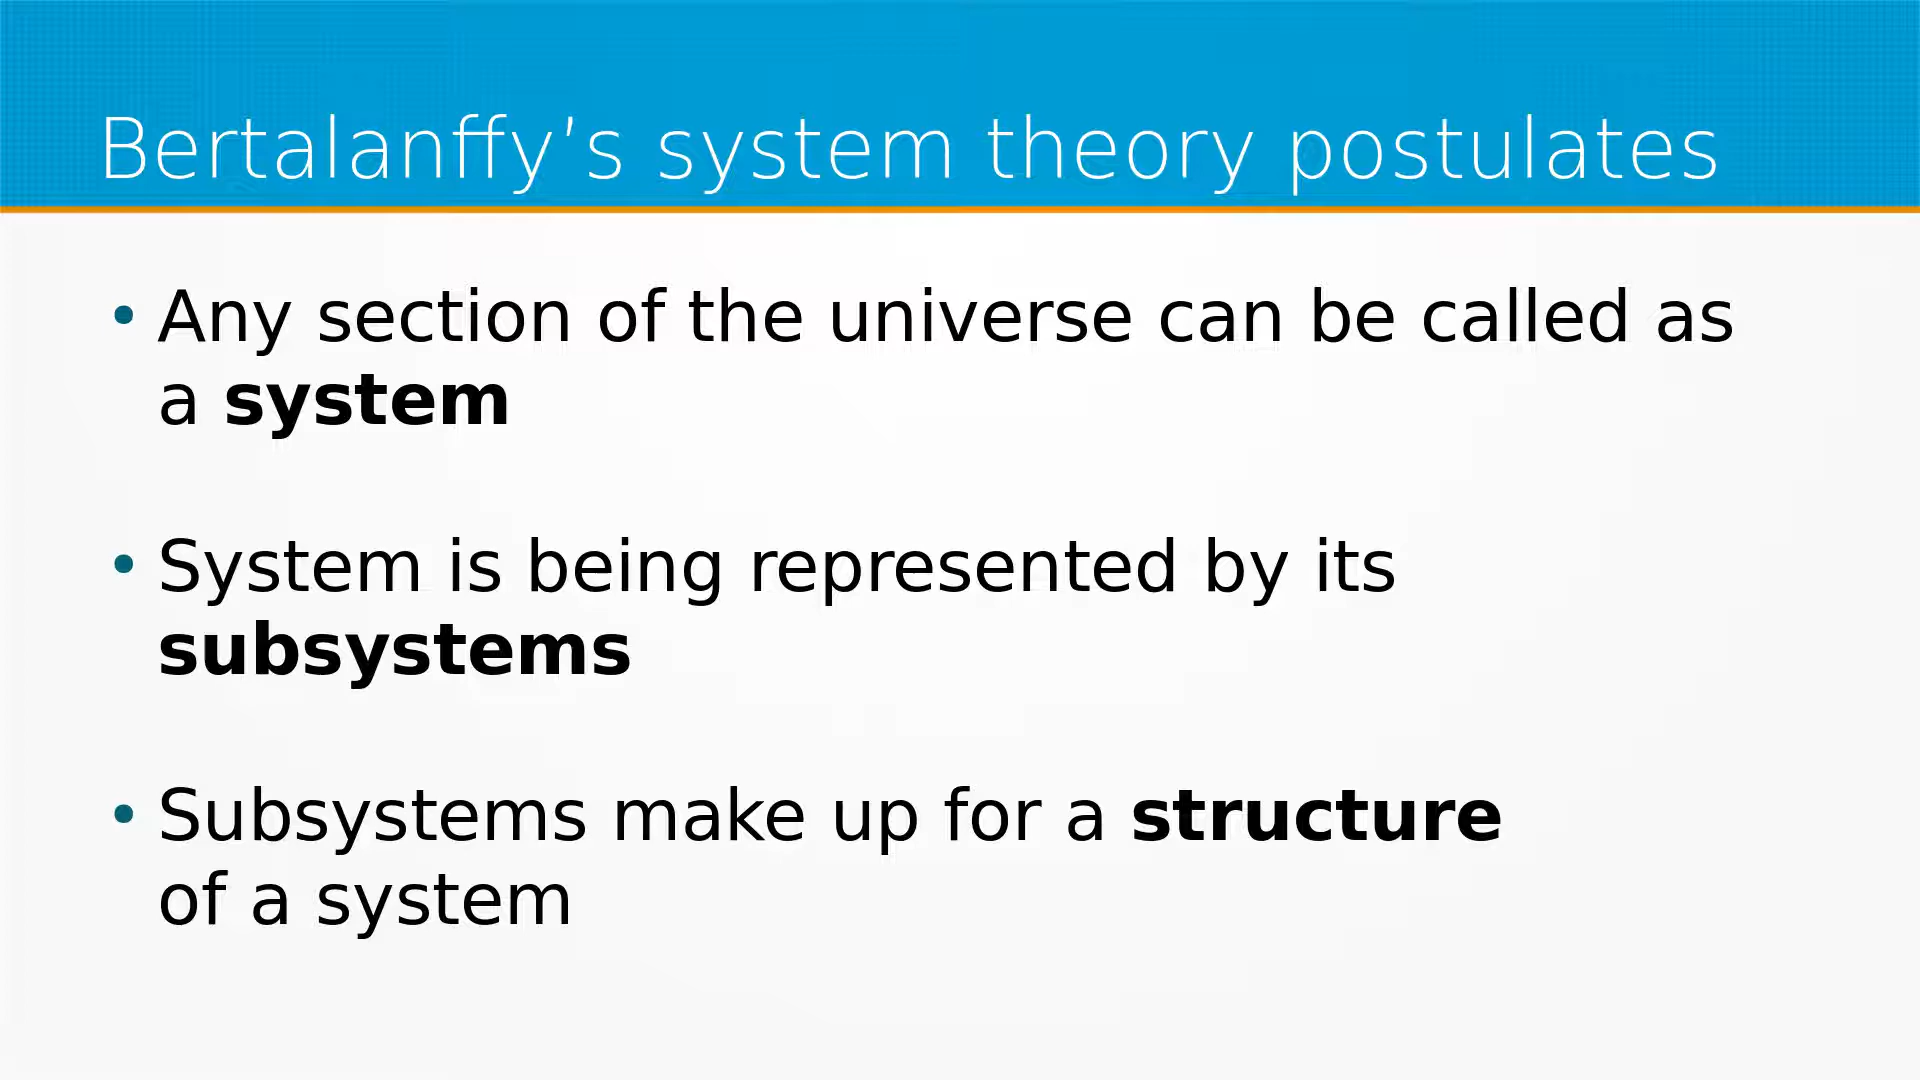 Bertalanffy’s system theory postulates
• Any section of the universe can be called as
a system
• System is being represented by its
subsystems
• Subsystems make up for a structure
of a system